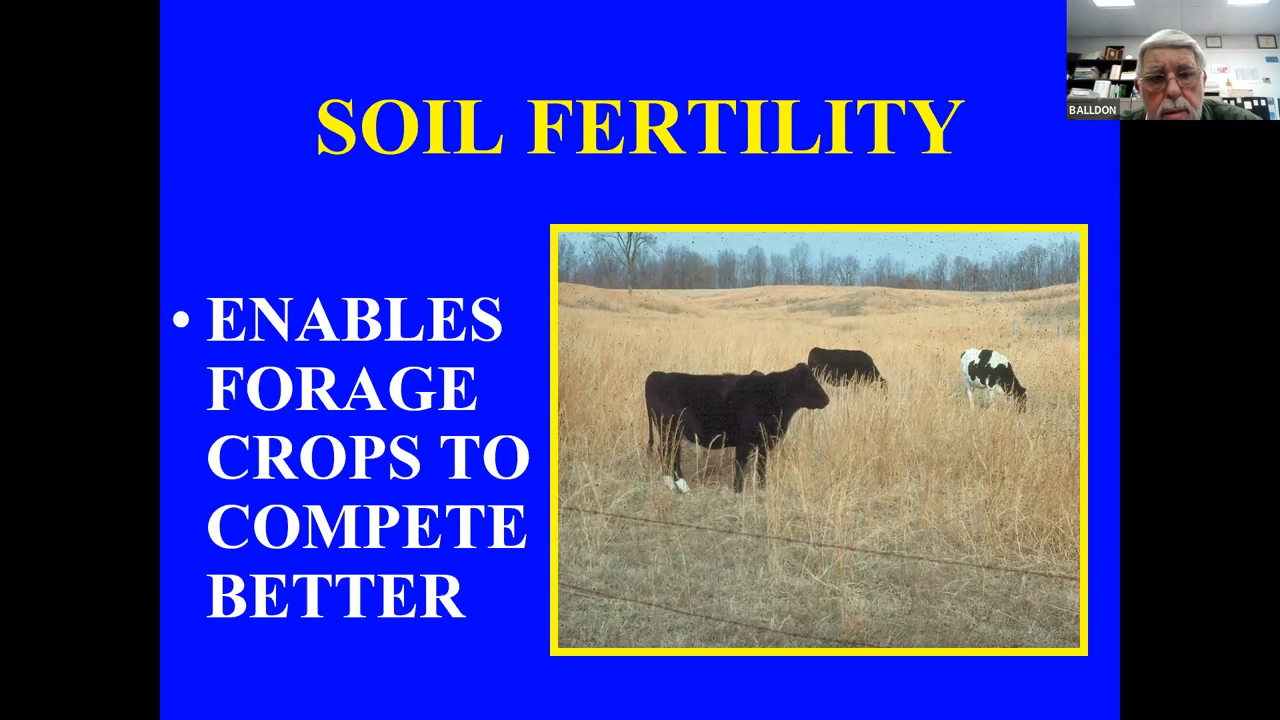 BALLDON
SOIL FERTILITY
• ENABLES
FORAGE
CROPS TO
COMPETE
BETTER